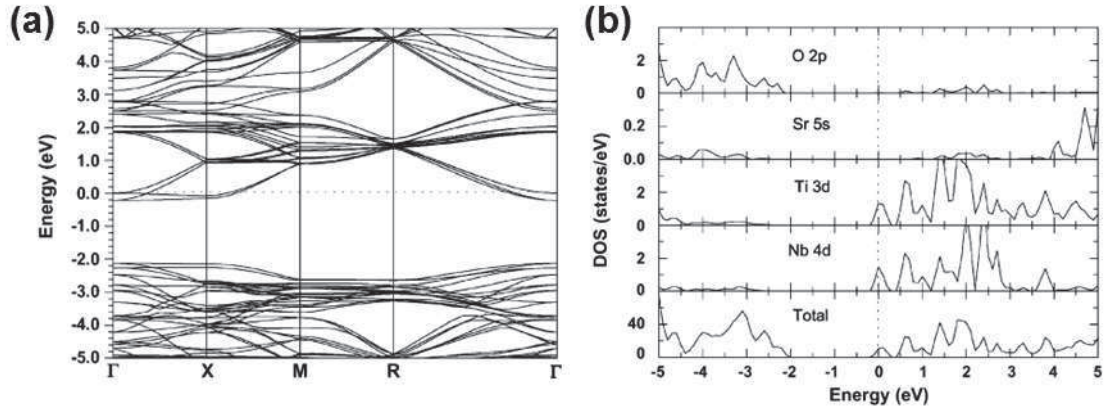 (a)
5.0
4.0
3.0
2.0
1.0
0.0
-1.0
-2.0
-3.0
-4.0
-5.0
Energy (eV)
Γ X M R Γ
(b)
O 2p
2
0
Sr 5s
0.2
0.0
Ti 3d
2
0
Nb 4d
2
0
Total
40
0
DOS (states/eV)
-5 -4 -3 -2 -1 0 1 2 3 4 5
Energy (eV)